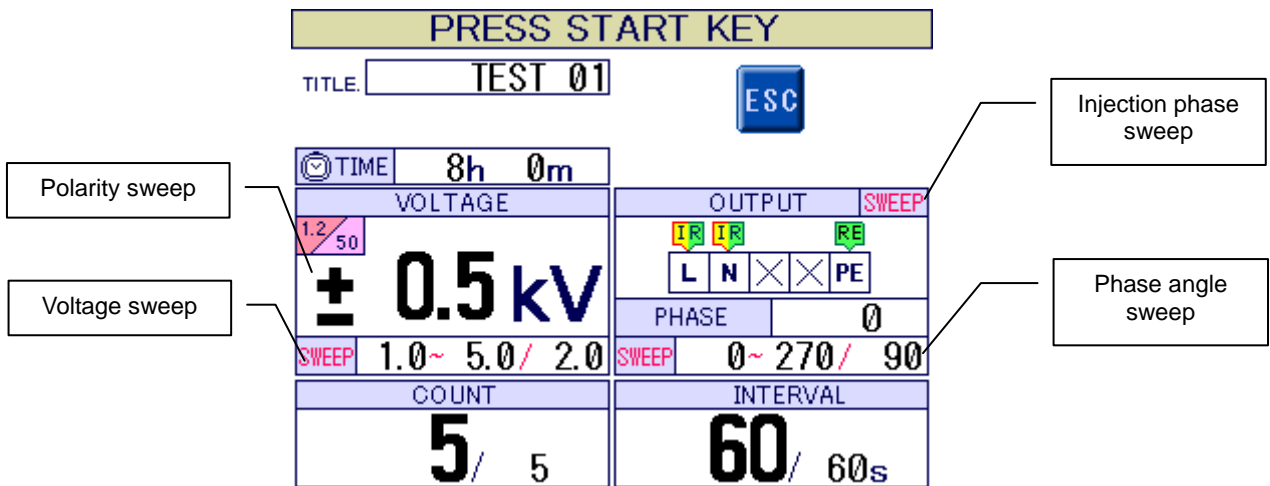 PRESS START KEY
TITLE. TEST 01
ESC
Injection phase
sweep
TIME 8h 0m
Polarity sweep
VOLTAGE
OUTPUT SWEEP
1.2/50
IR IR RE
± 0.5 kV
L N PE
Voltage sweep
PHASE 0
Phase angle
sweep
SWEEP 1.0~ 5.0/ 2.0
SWEEP 0~ 270/ 90
COUNT
INTERVAL
5/ 5
60/ 60s